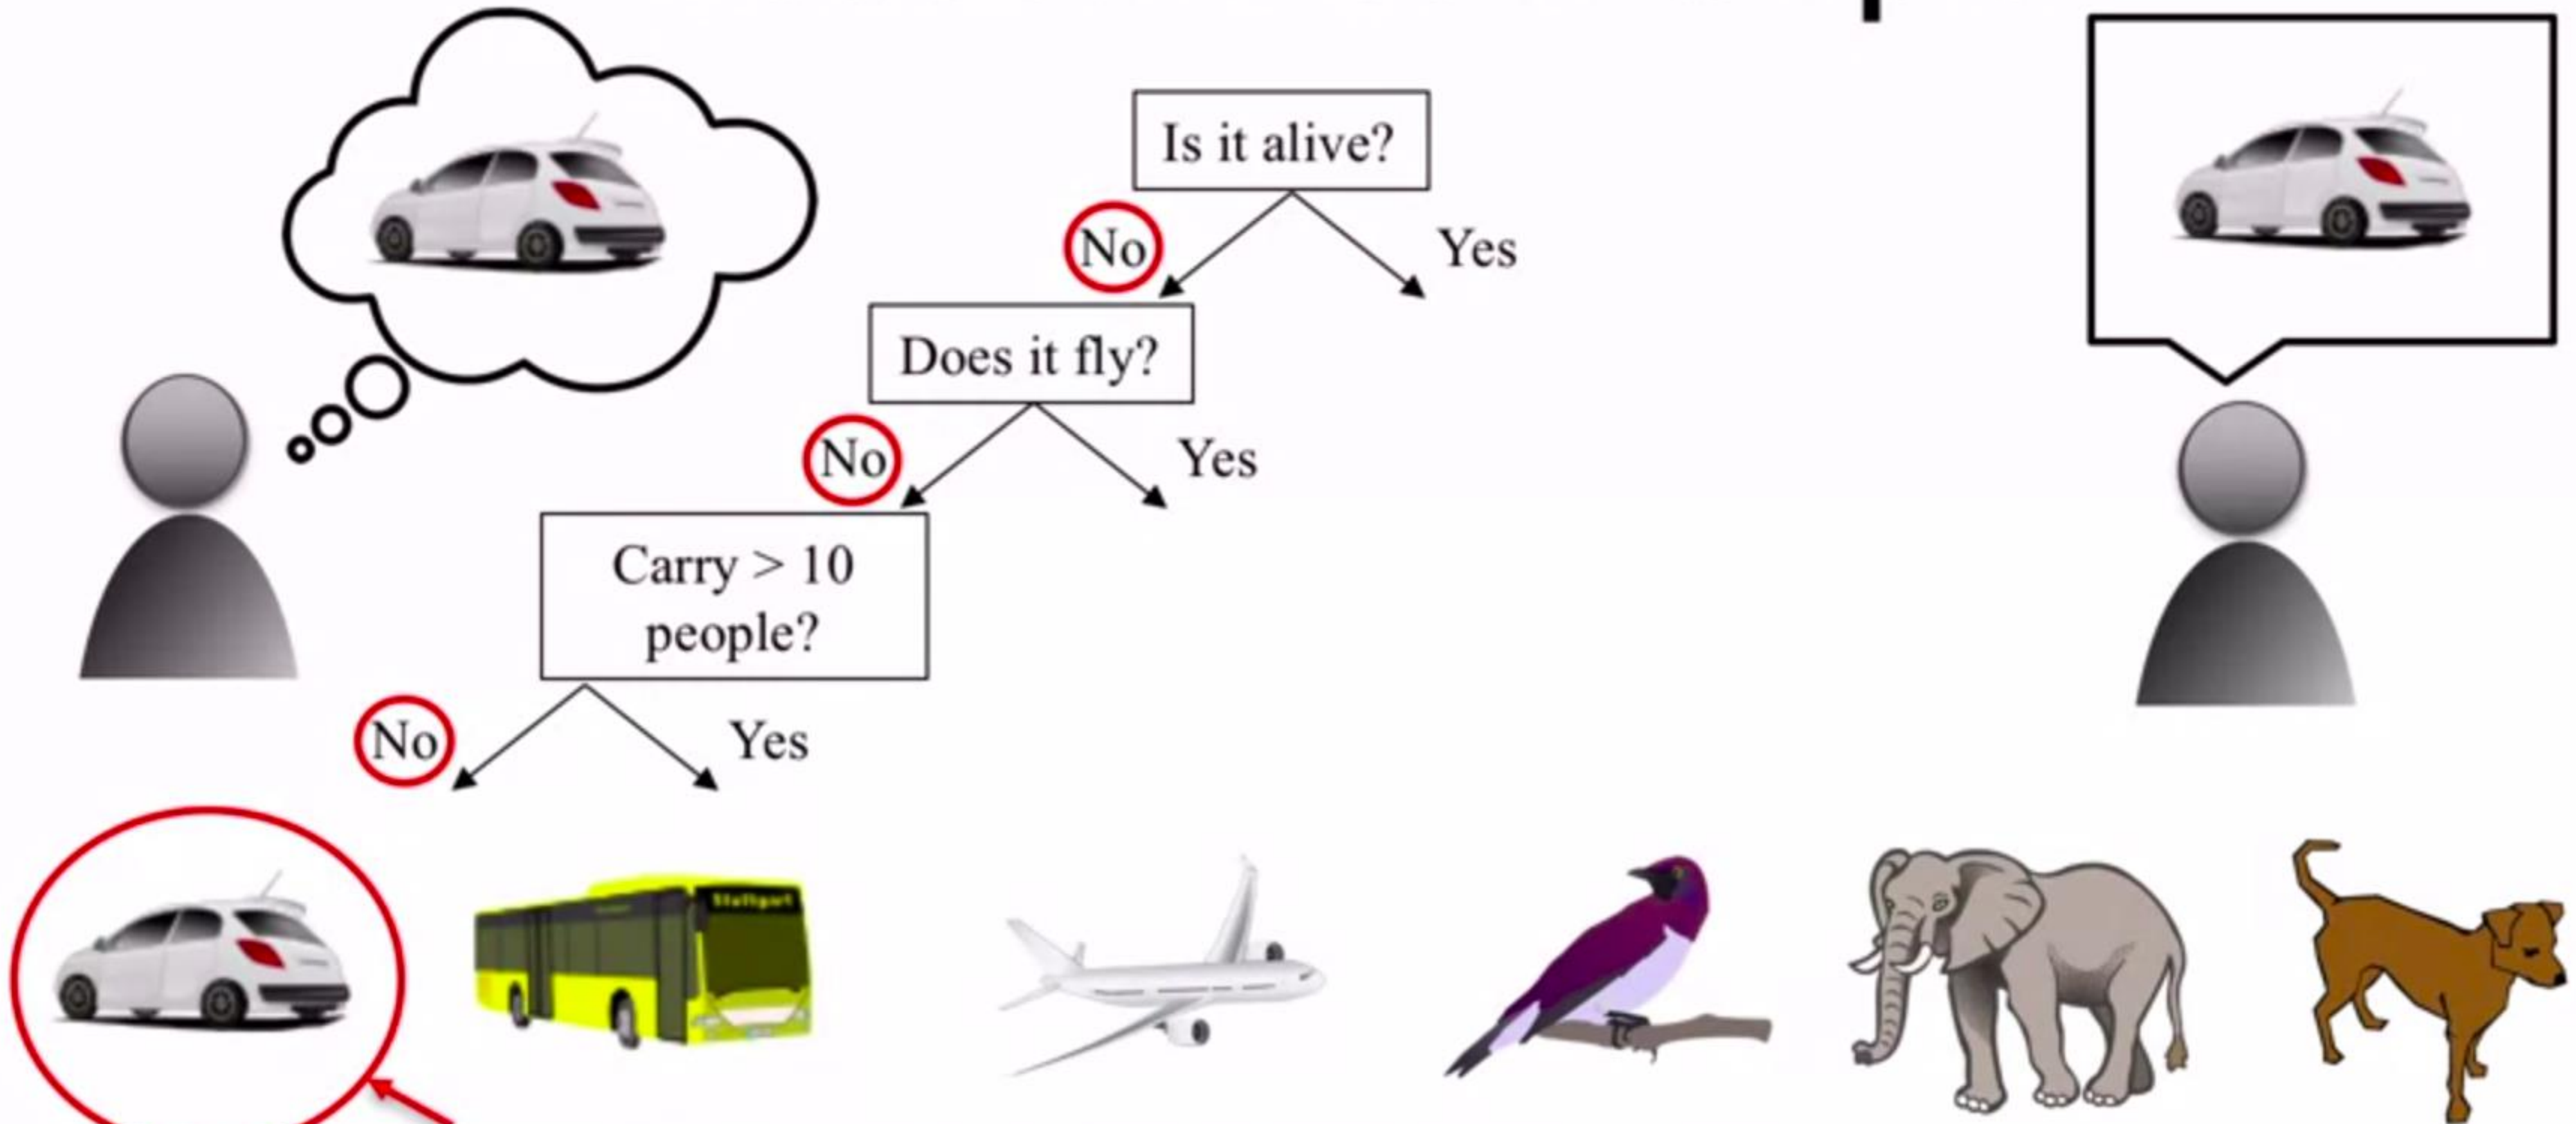 Is it alive?
No
Yes
Does it fly?
No
Yes
Carry > 10
people?
No
Yes